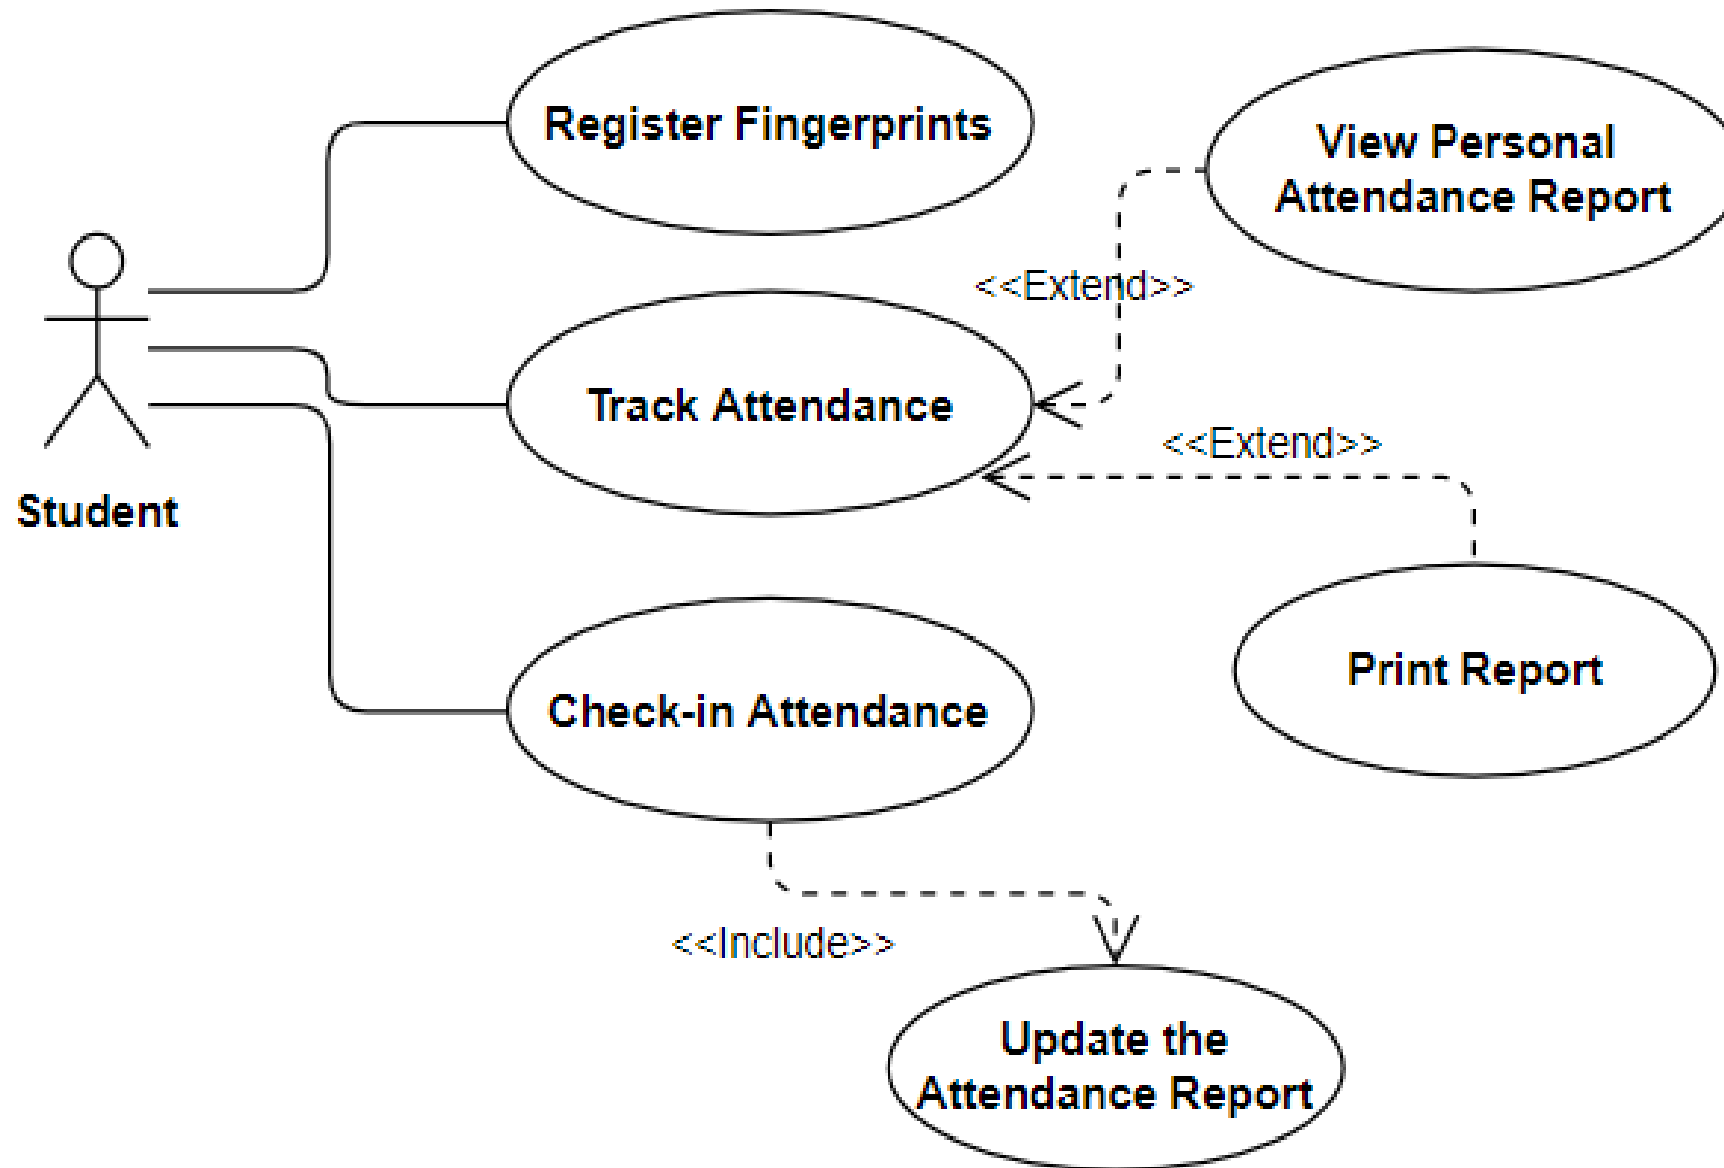 Register Fingerprints
View Personal
Attendance Report
<<Extend>>
Track Attendance
<<Extend>>
Student
Print Report
Check-in Attendance
<<Include>>
Update the
Attendance Report